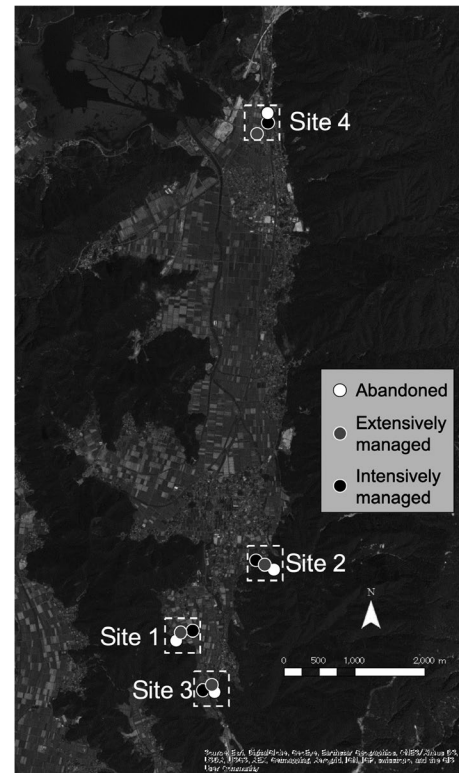 Site 4
Abandoned
Extensively
managed
Intensively
managed
Site 2
N
Site 1
0 500 1,000 2,000 m
Site 3
Source: Esri, DigitalGlobe, GeoEye, Earthstar Geographics, CNES/Airbus DS,
USDA, USGS, AEX, Getmapping, Aerogrid, IGN, IGP, swisstopo, and the GIS
User Community